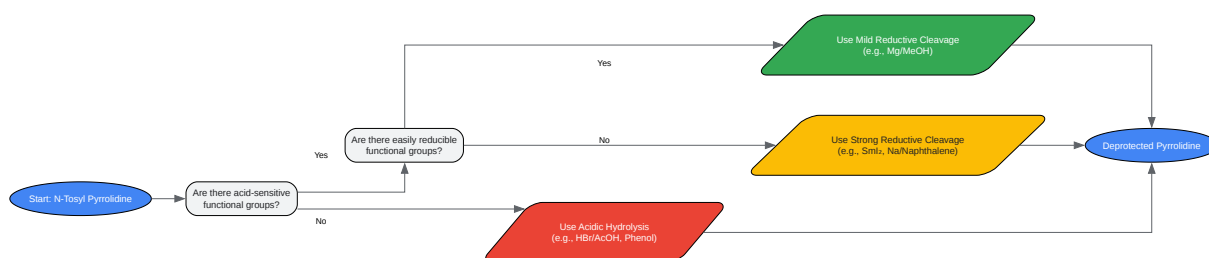 Start: N-Tosyl Pyrrolidine
Are there acid-sensitive
functional groups?
Yes
No
Are there easily reducible
functional groups?
Yes
No
Use Mild Reductive Cleavage
(e.g., Mg/MeOH)
Use Strong Reductive Cleavage
(e.g., SmI₂, Na/Naphthalene)
Use Acidic Hydrolysis
(e.g., HBr/AcOH, Phenol)
Deprotected Pyrrolidine